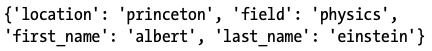 {'location': 'princeton', 'field': 'physics',
'first_name': 'albert', 'last_name': 'einstein'}